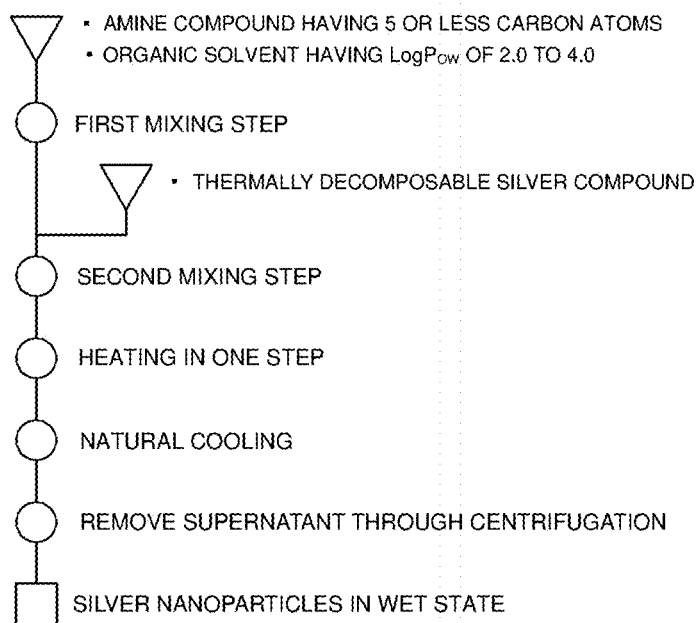 ▪ AMINE COMPOUND HAVING 5 OR LESS CARBON ATOMS
▪ ORGANIC SOLVENT HAVING LogPOW OF 2.0 TO 4.0
FIRST MIXING STEP
▪ THERMALLY DECOMPOSABLE SILVER COMPOUND
SECOND MIXING STEP
HEATING IN ONE STEP
NATURAL COOLING
REMOVE SUPERNATANT THROUGH CENTRIFUGATION
SILVER NANOPARTICLES IN WET STATE